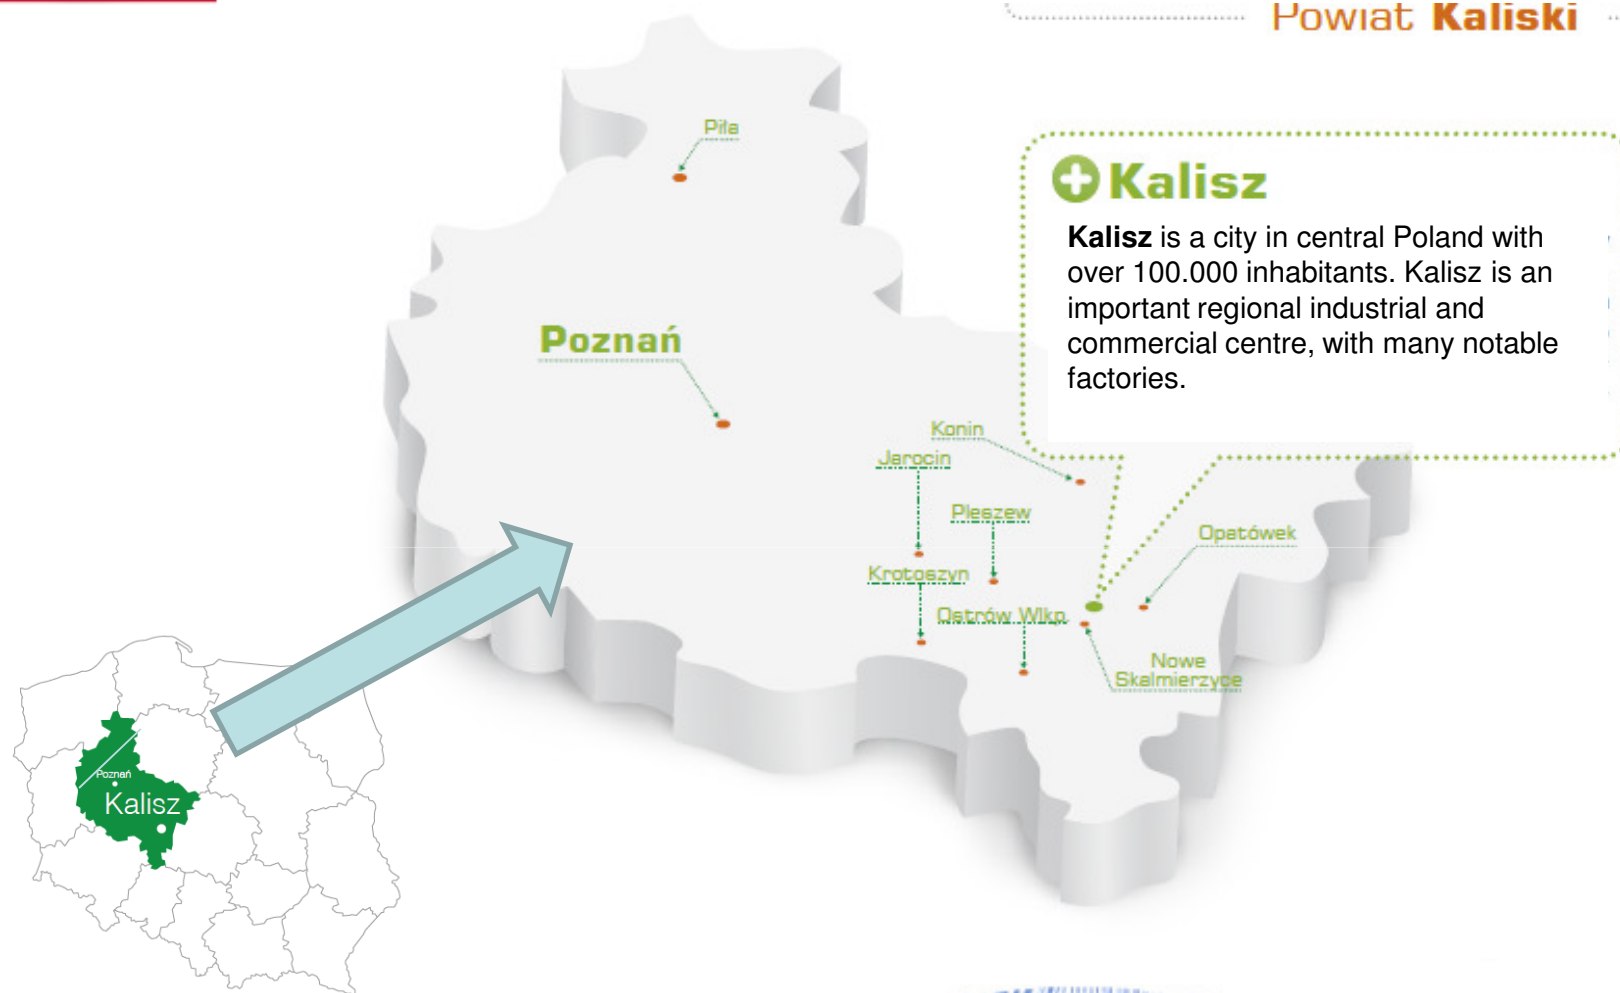 Powiat Kaliski
Piła
Kalisz
Kalisz is a city in central Poland with
over 100.000 inhabitants. Kalisz is an
important regional industrial and
commercial centre, with many notable
factories.
Poznań
Konin
Jarocin
Pleszew
Opatówek
Krotoszyn
Ostrów Wlkp.
Nowe
Skalmierzyce
Poznań
Kalisz